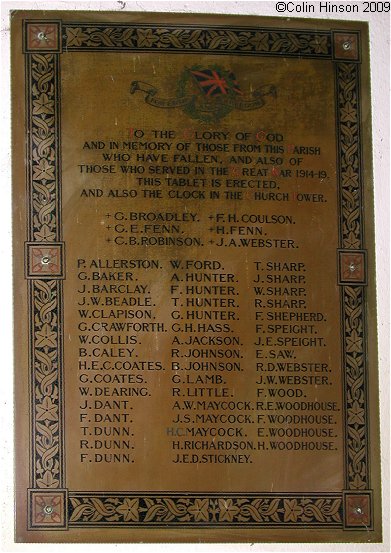 ©Colin Hinson 2009
TO THE GLORY OF GOD
AND IN MEMORY OF THOSE FROM THIS PARISH
WHO HAVE FALLEN, AND ALSO OF
THOSE WHO SERVED IN THE GREAT WAR 1914-19.
THIS TABLET IS ERECTED,
AND ALSO THE CLOCK IN THE CHURCH TOWER.
+G. BROADLEY. +F.H. COULSON.
+G.E. FENN. +H. FENN.
+C.B. ROBINSON. +J.A. WEBSTER.
P. ALLERSTON. W. FORD. T. SHARP.
G. BAKER. A. HUNTER. J. SHARP.
J. BARCLAY. F. HUNTER. W. SHARP.
J.W. BEADLE. T. HUNTER. R. SHARP.
W. CLAPISON. G. HUNTER. F. SHEPHERD.
G. CRAWFORTH. G.H. HASS. F. SPEIGHT.
W. COLLIS. A. JACKSON. J.E. SPEIGHT.
B. CALEY. R. JOHNSON. E. SAW.
H.E.C. COATES. B. JOHNSON. R.D. WEBSTER.
G. COATES. G. LAMB. J.W. WEBSTER.
W. DEARING. R. LITTLE. F. WOOD.
J. DANT. A.W. MAYCOCK. R.E. WOODHOUSE.
F. DANT. J.S. MAYCOCK. F. WOODHOUSE.
T. DUNN. H.C. MAYCOCK. E. WOODHOUSE.
R. DUNN. H. RICHARDSON. H. WOODHOUSE.
F. DUNN. J.E.D. STICKNEY.